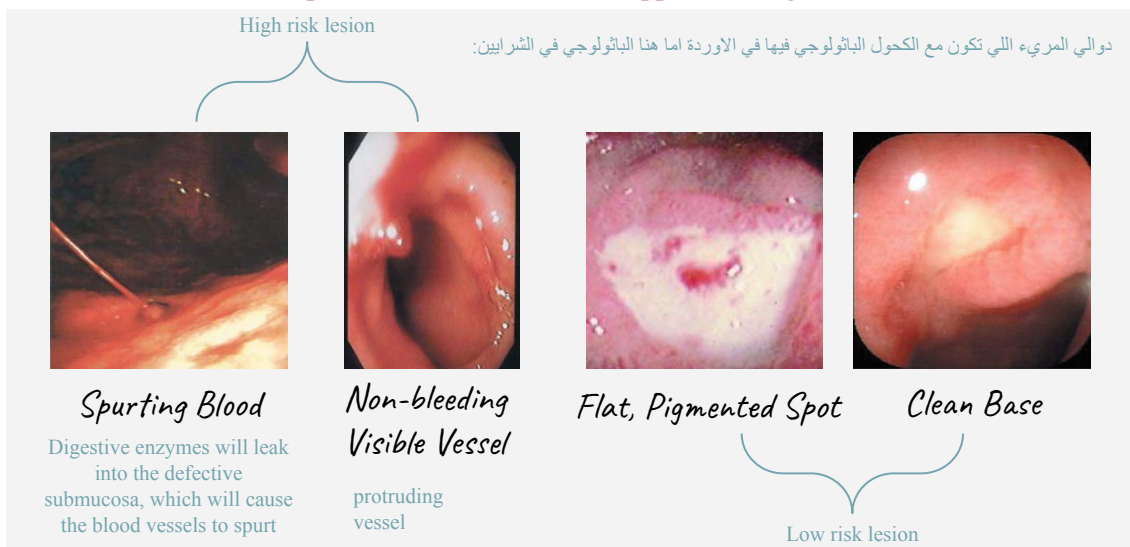 High risk lesion
دوالي المريء اللي تكون مع الكحول الباثولوجي فيها في الاوردة اما هنا الباثولوجي في الشرايين:
Spurting Blood
Digestive enzymes will leak
into the defective
submucosa, which will cause
the blood vessels to spurt
Non-bleeding
Visible Vessel
protruding
vessel
Flat, Pigmented Spot
Clean Base
Low risk lesion